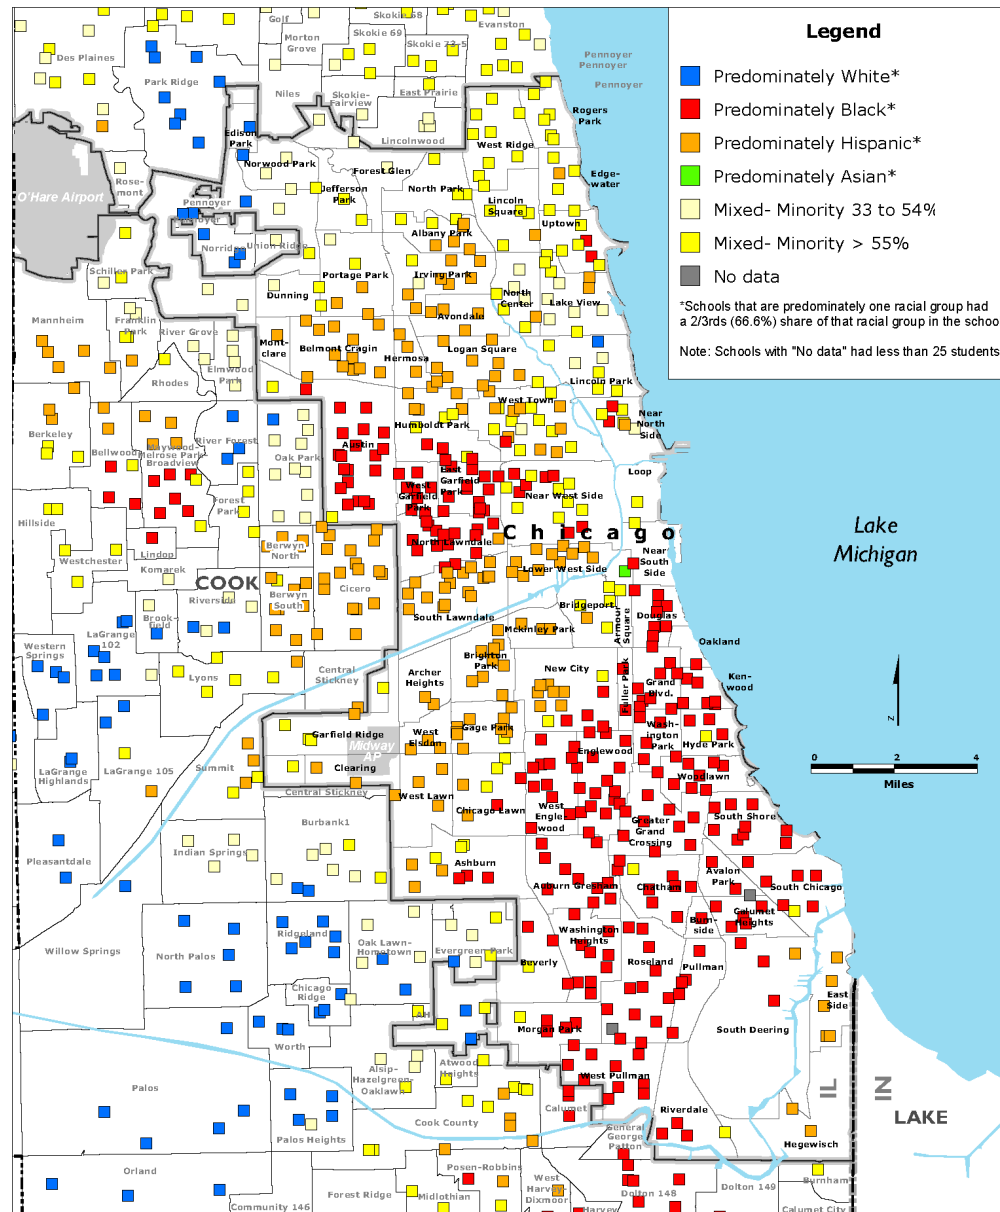 Golf
Skokie 68
Evanston
Morton
Grove
Skokie 69
Skokie 73-5
Des Plaines
Park Ridge
Niles
Skokie-
Fairview
East Prairie
Lincolnwood
Pennoyer
Pennoyer
Pennoyer
Rogers
Park
Edison
Park
West Ridge
Norwood Park
Forest Glen
Edge-
water
Rose-
mont
O'Hare Airport
Pennoyer
Jefferson
Park
North Park
Lincoln
Square
Uptown
Albany Park
Norridge
Union Ridge
Schiller Park
Portage Park
Irving Park
Dunning
North
Center
Lake View
Mannheim
Franklin
Park
River Grove
Avondale
Mont-
clare
Belmont Cragin
Hermosa
Logan Square
Rhodes
Elmwood
Park
Lincoln Park
West Town
Near
North
Side
Humboldt Park
Berkeley
Bellwood
Maywood-
Melrose Park-
Broadview
River Forest
Oak Park
Austin
East
Garfield
Park
West
Garfield
Park
Loop
Near West Side
Hillside
Forest
Park
Chicago
North Lawndale
Lindop
Westchester
Komarek
Berwyn
North
Lower West Side
Near
South
Side
COOK
Riverside
Berwyn
South
Cicero
South Lawndale
Bridgeport
Armour
Square
Douglas
Brook-
field
LaGrange
102
Western
Springs
McKinley Park
Oakland
Brighton
Park
Central
Stickney
Archer
Heights
New City
Fuller Park
Grand
Blvd.
Ken-
wood
Lyons
Garfield Ridge
West
Elsdon
Gage Park
Wash-
ington
Park
Hyde Park
Midway
AP
Englewood
Clearing
Woodlawn
LaGrange
Highlands
LaGrange 105
Summit
Central Stickney
West Lawn
Chicago Lawn
West
Engle-
wood
South Shore
Greater
Grand
Crossing
Burbank1
Pleasantdale
Indian Springs
Ashburn
Auburn Gresham
Chatham
Avalon
Park
South Chicago
Calumet
Heights
Burn-
side
Ridgeland
Washington
Heights
Willow Springs
North Palos
Oak Lawn-
Hometown
Evergreen Park
Beverly
Roseland
Pullman
Chicago
Ridge
East
Side
AH
Morgan Park
South Deering
Worth
Atwood
Heights
Alsip-
Hazelgreen-
Oaklawn
West Pullman
Palos
Calumet
Riverdale
Cook County
Palos Heights
General
George
Patton
Hegewisch
Orland
Posen-Robbins
West
Harvey-
Dixmoor
Forest Ridge
Midlothian
Dolton 148
Dolton 149
Burnham
Community 146
Harvey
Calumet City
Legend
Predominately White*
Predominately Black*
Predominately Hispanic*
Predominately Asian*
Mixed- Minority 33 to 54%
Mixed- Minority > 55%
No data
*Schools that are predominately one racial group had
a 2/3rds (66.6%) share of that racial group in the schoo
Note: Schools with "No data" had less than 25 students
Lake
Michigan
N
0 2 4
Miles
IL
IN
LAKE